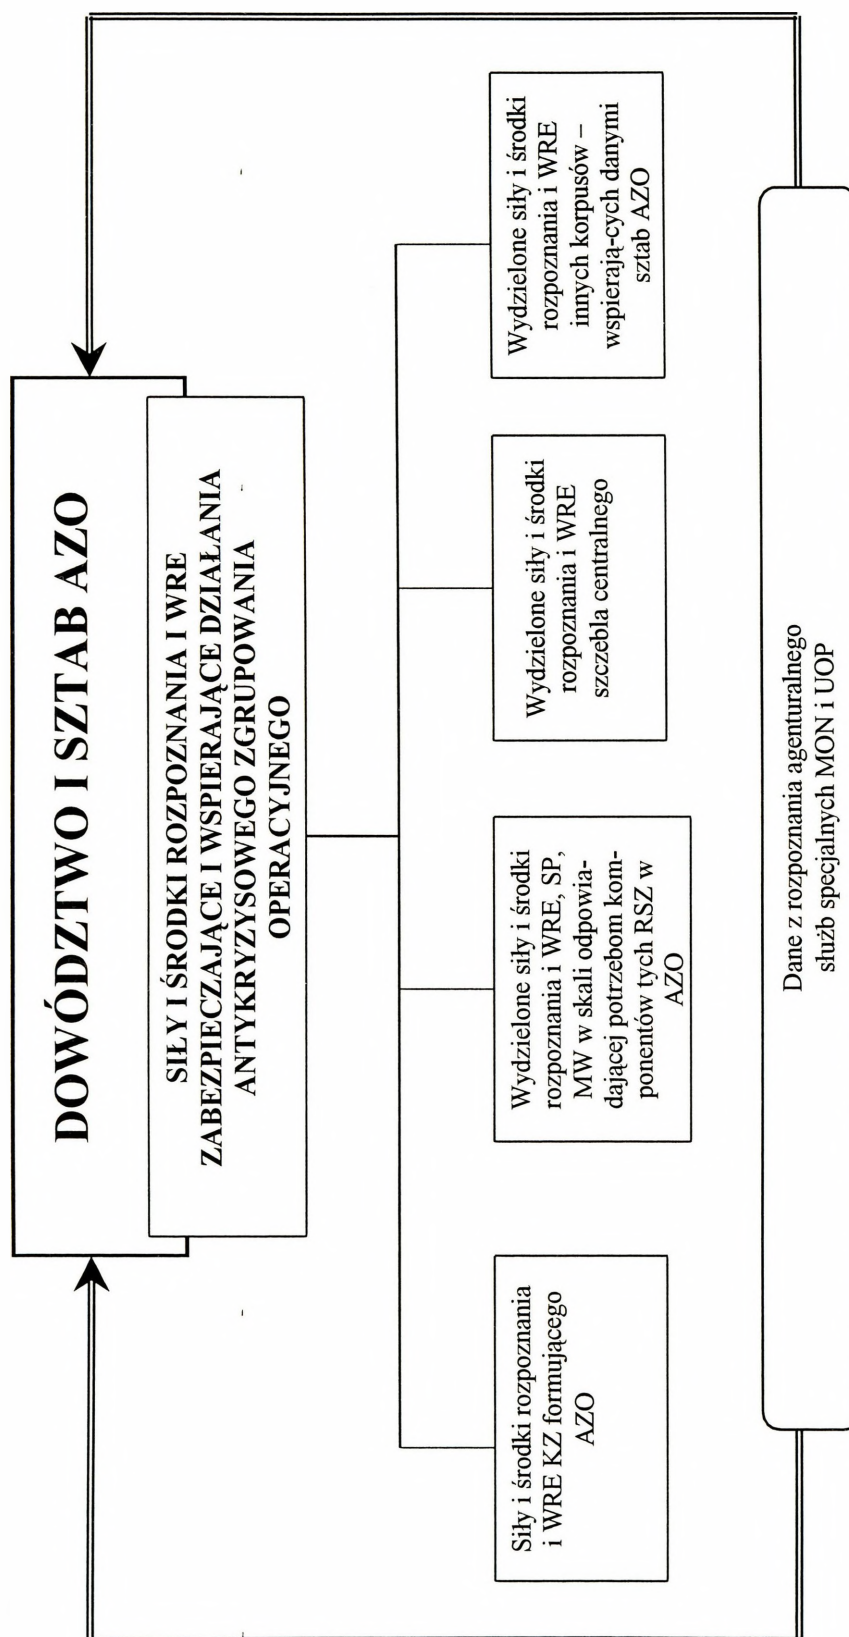 DOWÓDZTWO I SZTAB AZO
SIŁY I ŚRODKI ROZPOZNANIA I WRE
ZABEZPIECZAJĄCE I WSPIERAJĄCE DZIAŁANIA
ANTYKRYZYSOWEGO ZGRUPOWANIA
OPERACYJNEGO
Siły i środki rozpoznania
i WRE KZ formującego
AZO
Wydzielone siły i środki
rozpoznania i WRE, SP,
MW w skali odpowia-
dającej potrzebom kom-
ponentów tych RSZ w
AZO
Wydzielone siły i środki
rozpoznania i WRE
szczebla centralnego
Wydzielone siły i środki
rozpoznania i WRE
innych korpusów –
wspierają-cych danymi
sztab AZO
Dane z rozpoznania agenturalnego
służb specjalnych MON i UOP